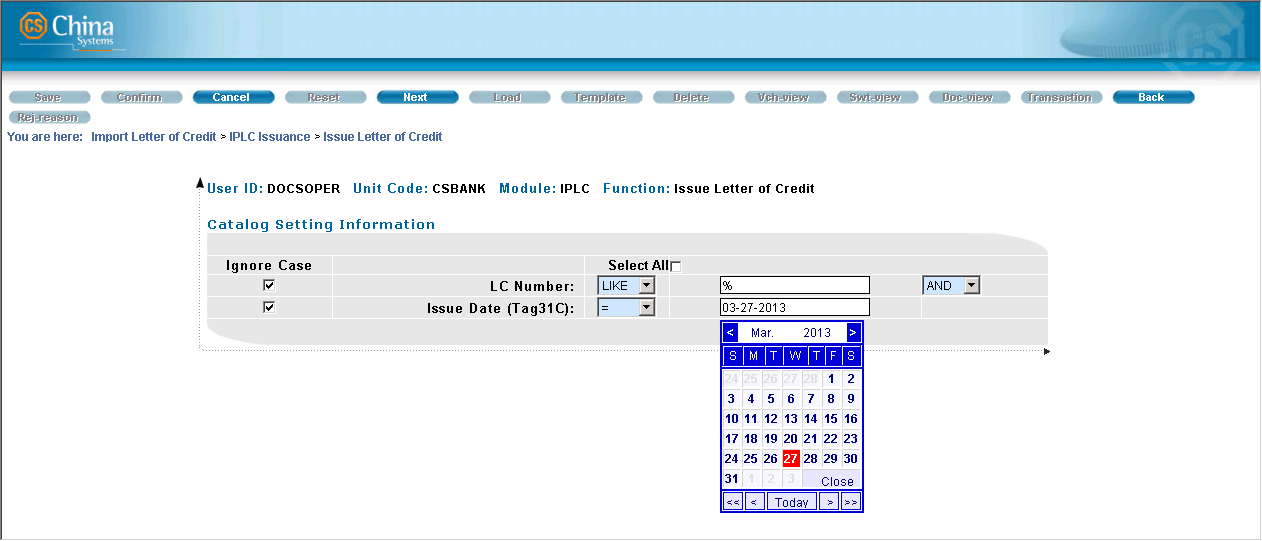 CS China
Systems
CSI
Save Confirm Cancel Reset Next Load Template Delete Vch-view Swt-view Doc-view Transaction Back
Rej-reason
You are here: Import Letter of Credit > IPLC Issuance > Issue Letter of Credit
User ID: DOCSOPER Unit Code: CSBANK Module: IPLC Function: Issue Letter of Credit
Catalog Setting Information
Ignore Case Select All
LC Number: LIKE % AND
Issue Date (Tag31C): = 03-27-2013
< Mar. 2013 >
S M T W T F S
24 25 26 27 28 1 2
3 4 5 6 7 8 9
10 11 12 13 14 15 16
17 18 19 20 21 22 23
24 25 26 27 28 29 30
31 1 2 3 Close
<< < Today > >>